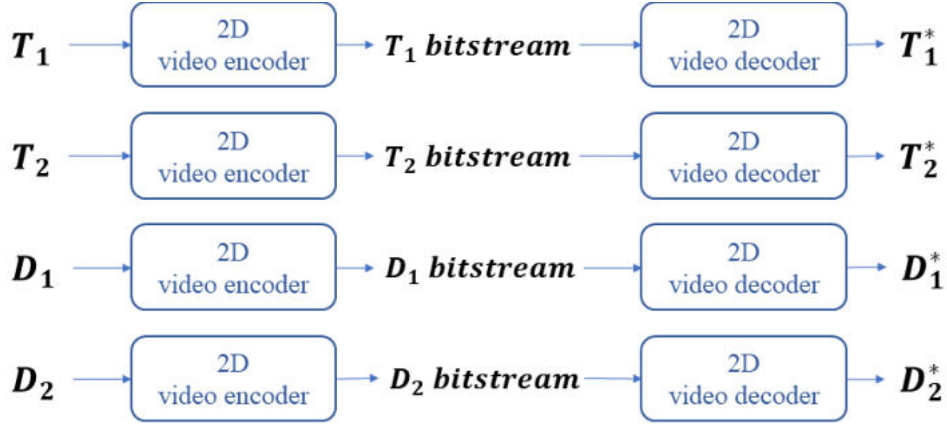 T₁ 2D video encoder T₁ bitstream 2D video decoder T₁*
T₂ 2D video encoder T₂ bitstream 2D video decoder T₂*
D₁ 2D video encoder D₁ bitstream 2D video decoder D₁*
D₂ 2D video encoder D₂ bitstream 2D video decoder D₂*